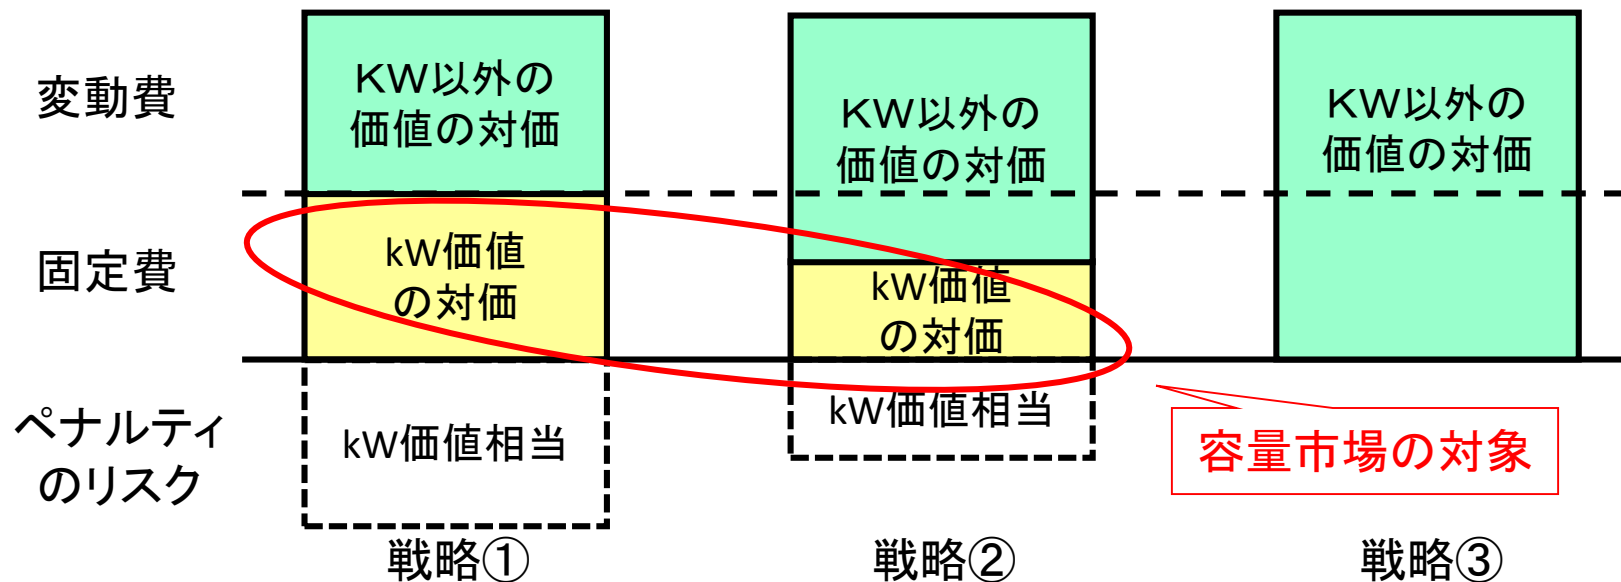 変動費
固定費
ペナルティ
のリスク
KW以外の
価値の対価
kW価値
の対価
kW価値相当
戦略①
KW以外の
価値の対価
kW価値
の対価
kW価値相当
戦略②
KW以外の
価値の対価
容量市場の対象
戦略③